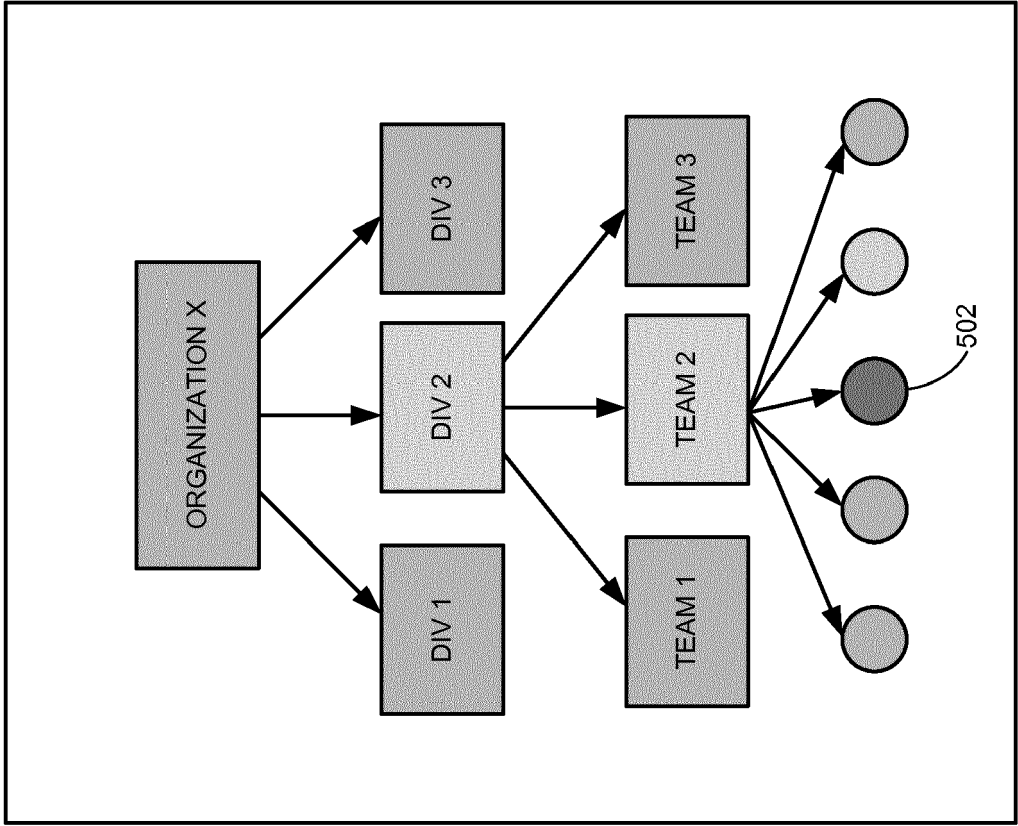 ORGANIZATION X
DIV 1
DIV 2
DIV 3
TEAM 1
TEAM 2
TEAM 3
502